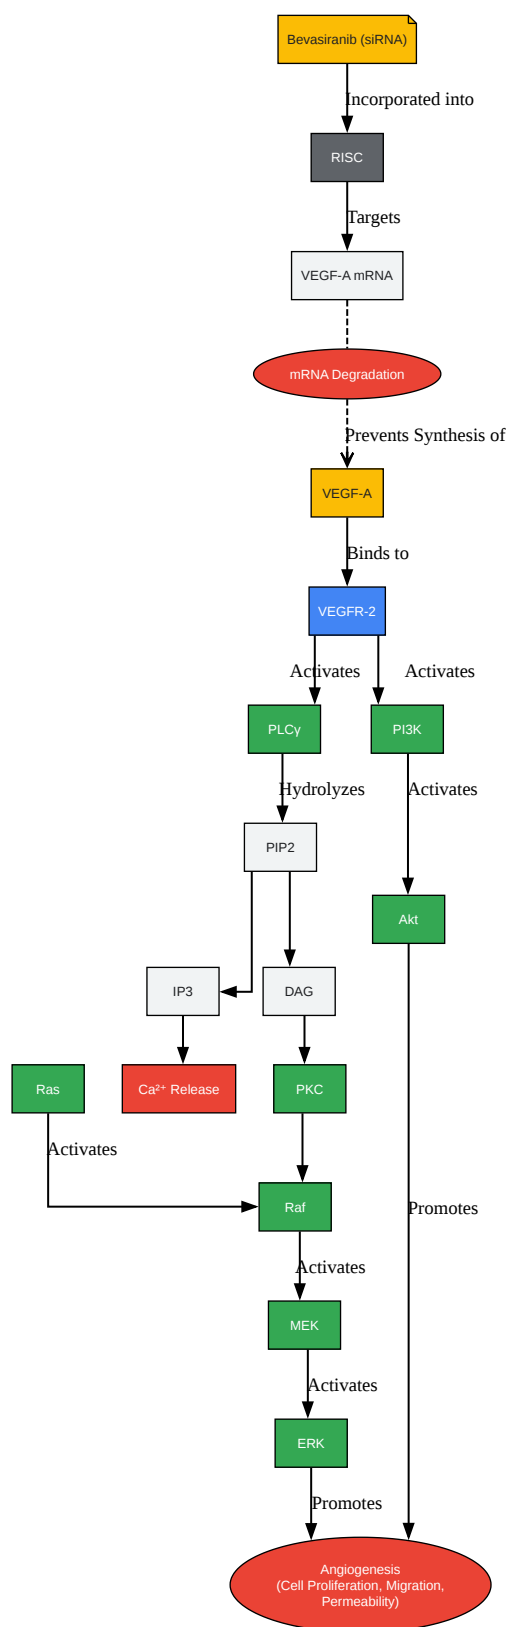 Bevasiranib (siRNA)
Incorporated into
RISC
Targets
VEGF-A mRNA
mRNA Degradation
Prevents Synthesis of
VEGF-A
Binds to
VEGFR-2
Activates
Activates
PLCγ
PI3K
Hydrolyzes
Activates
PIP2
Akt
IP3
DAG
Ras
Ca²⁺ Release
PKC
Activates
Raf
Promotes
Activates
MEK
Activates
ERK
Promotes
Angiogenesis
(Cell Proliferation, Migration,
Permeability)